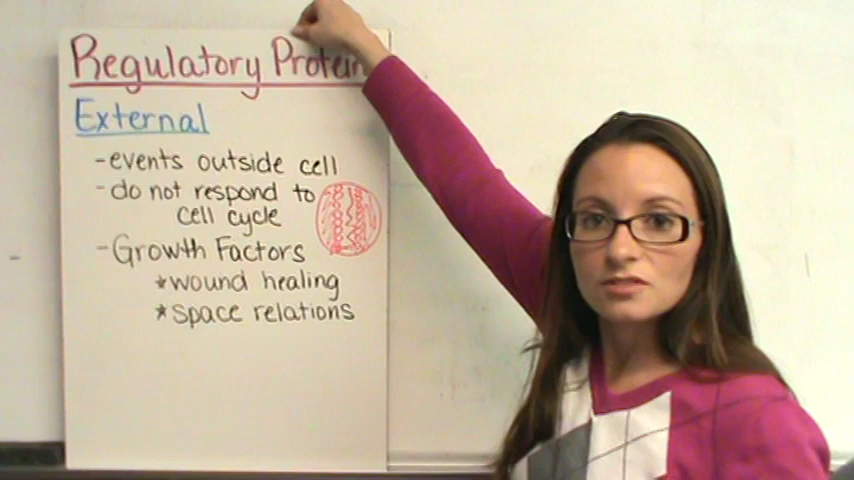 Regulatory Protein
External
- events outside cell
- do not respond to
cell cycle
- Growth Factors
* wound healing
* space relations